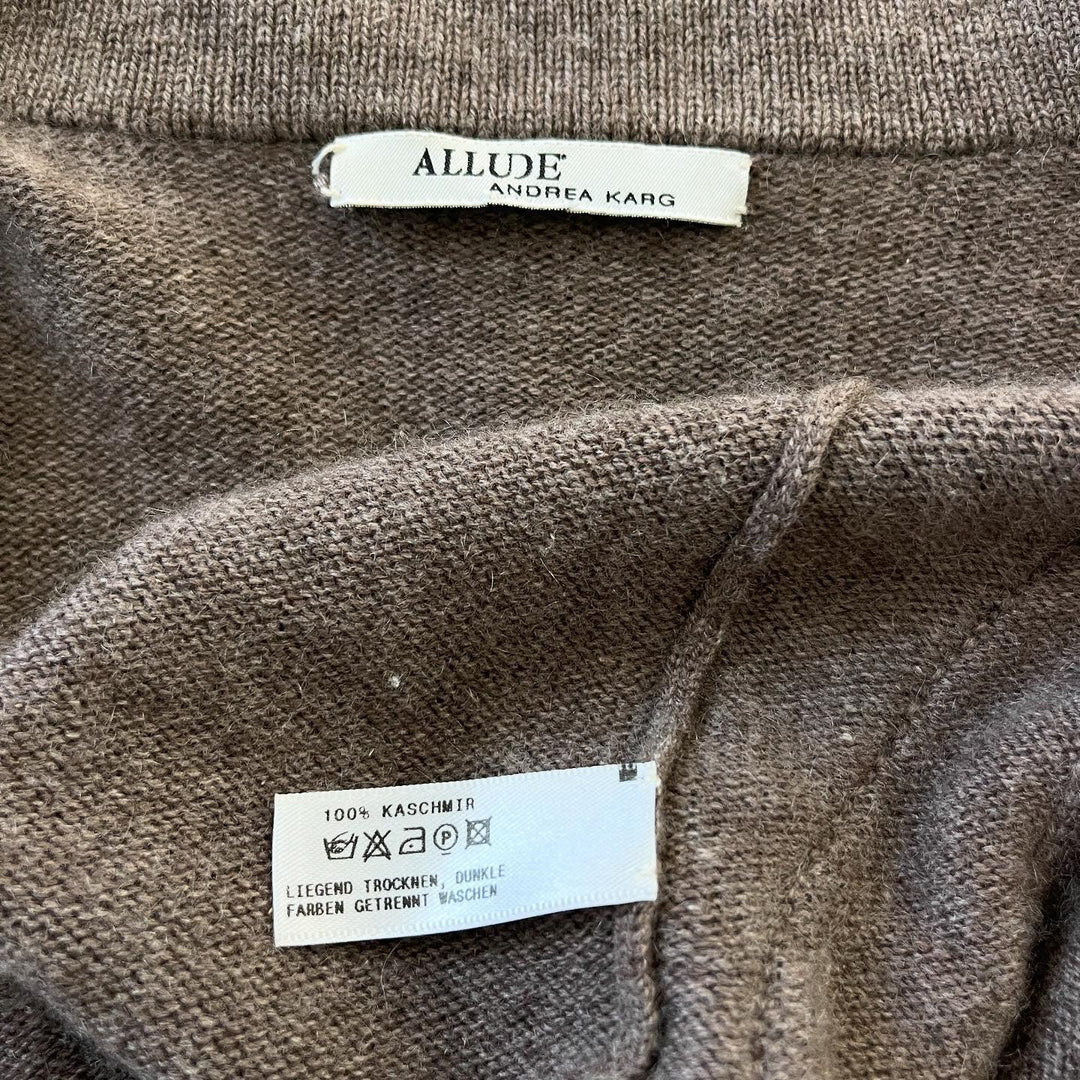 ALLUDE
ANDREA KARG
100% KASCHMIR
P
LIEGEND TROCKNEN, DUNKLE
FARBEN GETRENNT WASCHEN